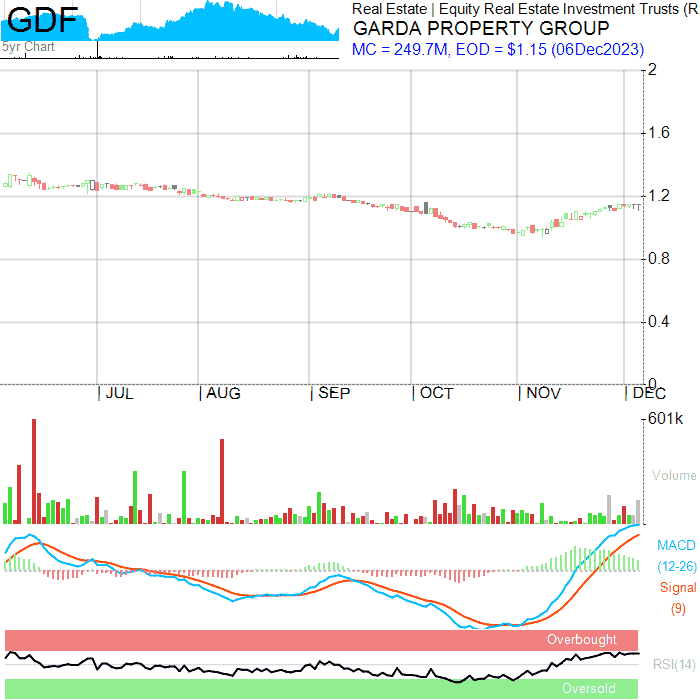 GDF
5yr Chart
Real Estate | Equity Real Estate Investment Trusts (R
GARDA PROPERTY GROUP
MC = 249.7M, EOD = $1.15 (06Dec2023)
2
1.6
1.2
0.8
0.4
0
JUL AUG SEP OCT NOV DEC
601k
Volume
MACD
(12-26)
Signal
(9)
Overbought
RSI(14)
Oversold